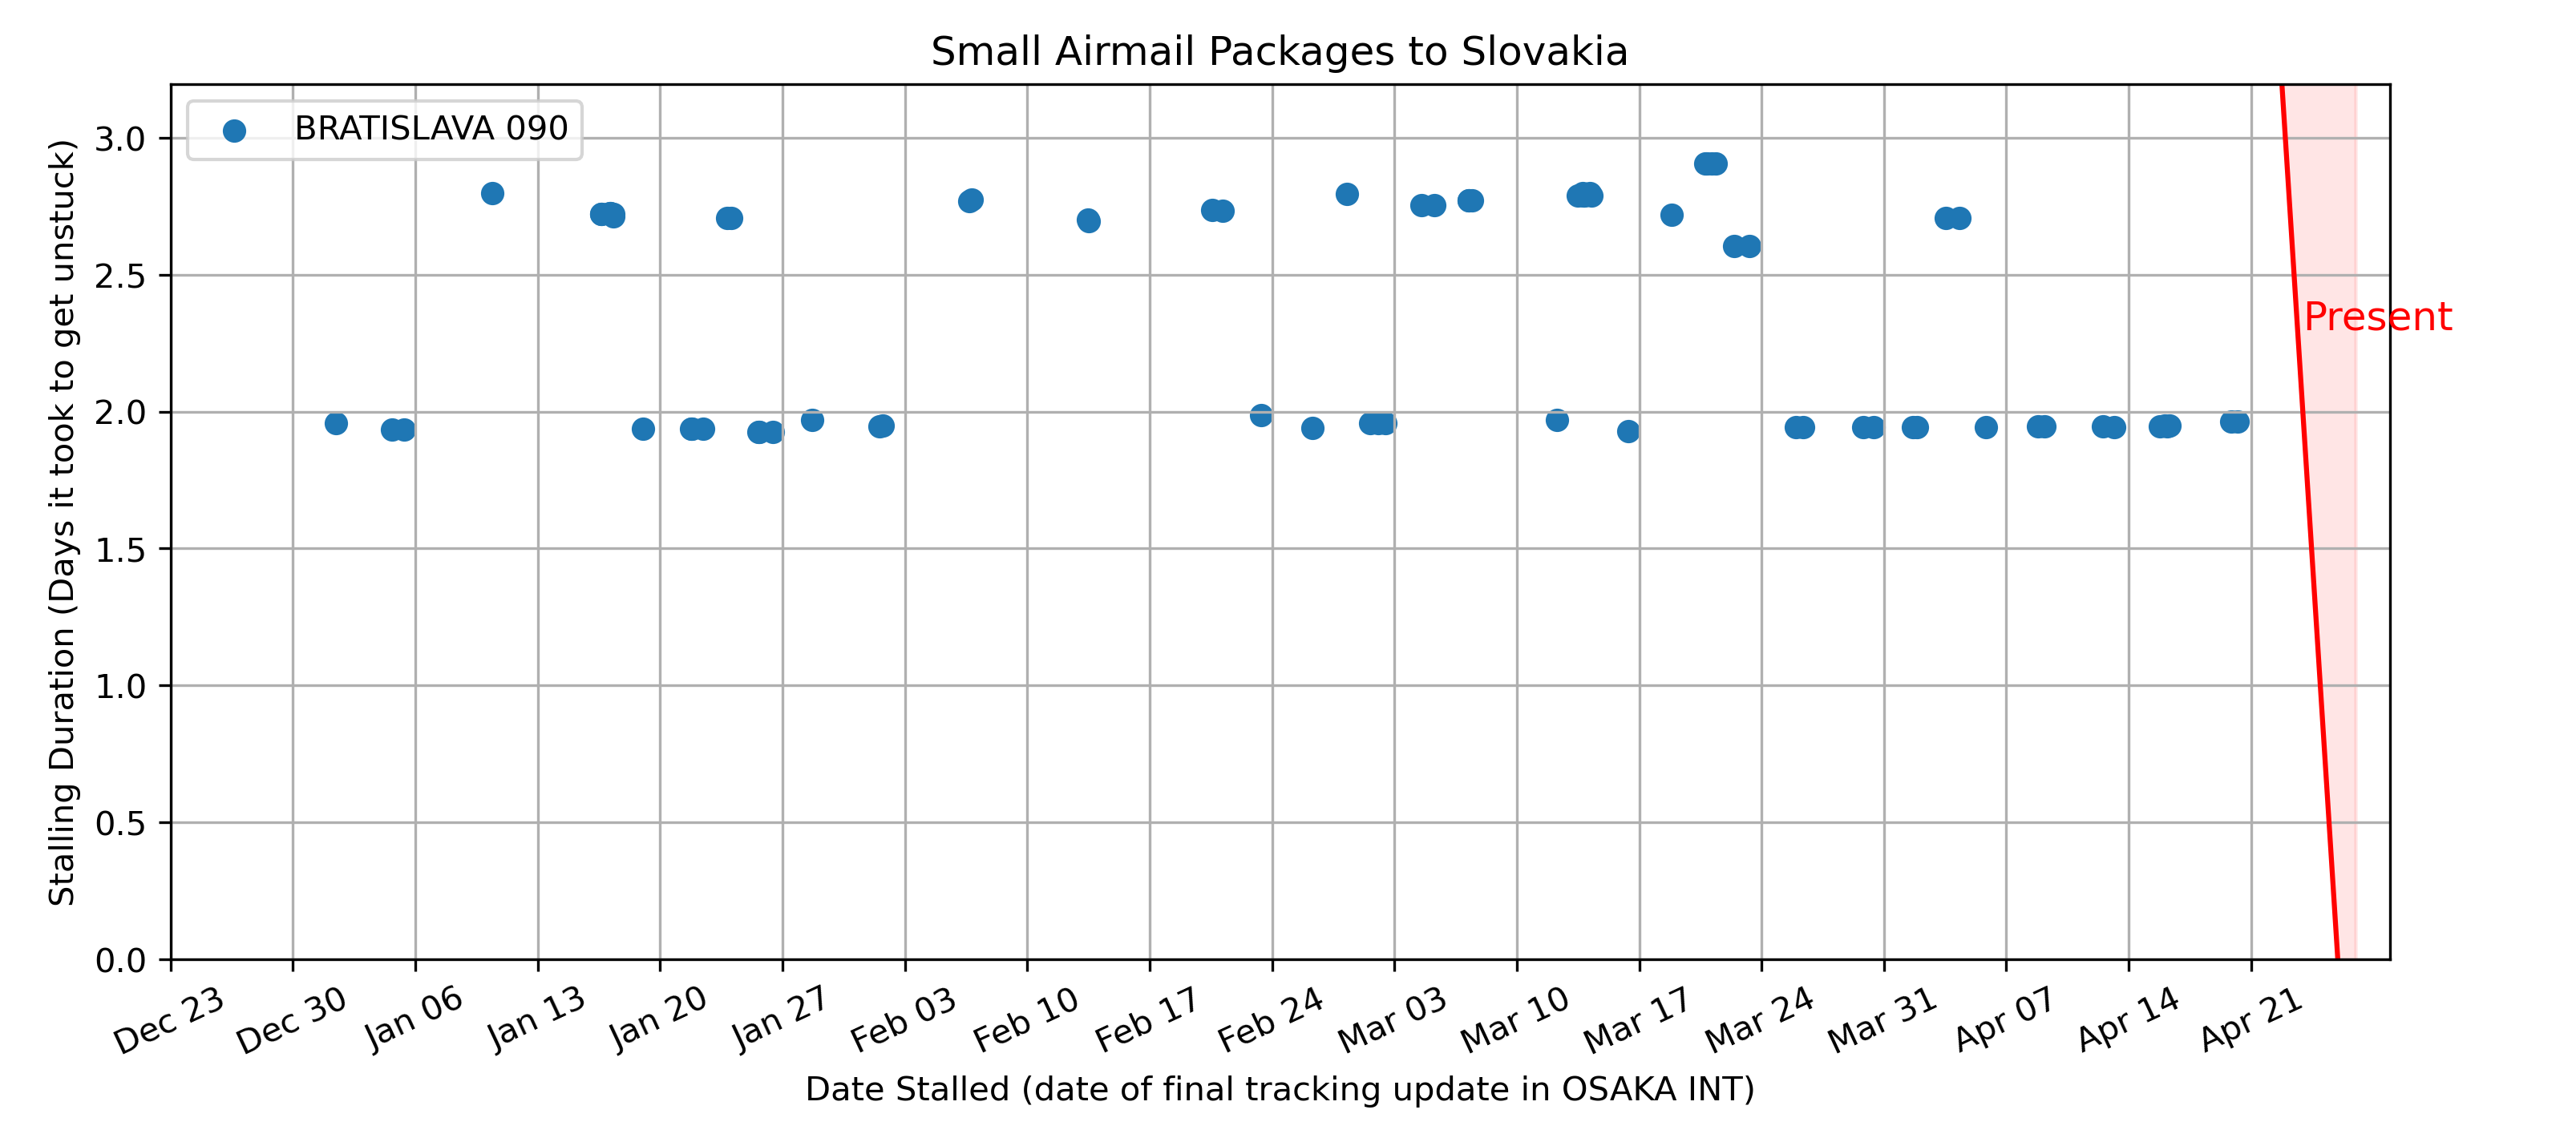 Small Airmail Packages to Slovakia
BRATISLAVA 090
3.0
2.5
2.0
1.5
1.0
0.5
0.0
Stalling Duration (Days it took to get unstuck)
Present
Dec 23
Dec 30
Jan 06
Jan 13
Jan 20
Jan 27
Feb 03
Feb 10
Feb 17
Feb 24
Mar 03
Mar 10
Mar 17
Mar 24
Mar 31
Apr 07
Apr 14
Apr 21
Date Stalled (date of final tracking update in OSAKA INT)